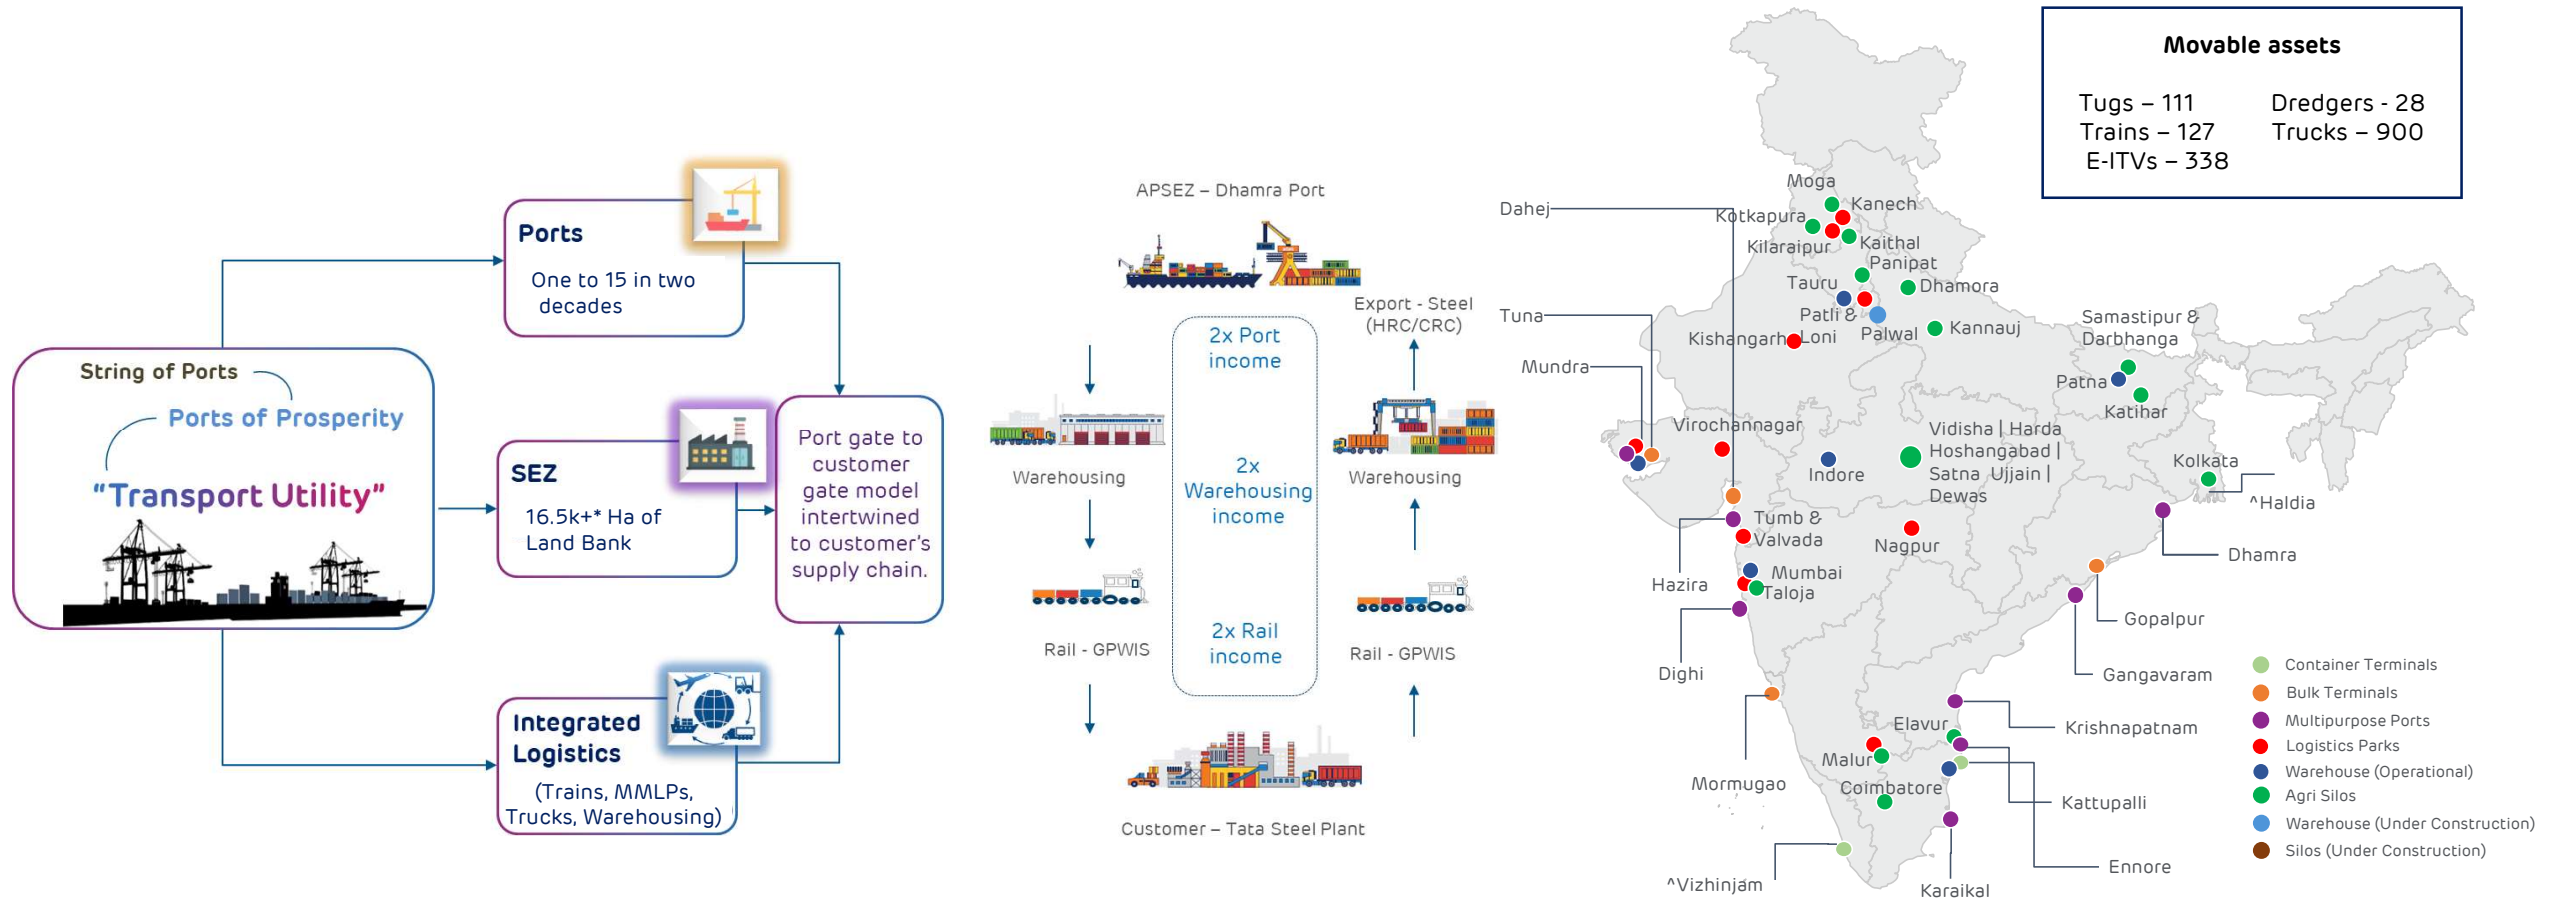 String of Ports
Ports of Prosperity
"Transport Utility"
Ports
One to 15 in two
decades
SEZ
16.5k+* Ha of
Land Bank
Integrated
Logistics
(Trains, MMLPs,
Trucks, Warehousing)
Port gate to
customer
gate model
intertwined
to customer's
supply chain.
APSEZ – Dhamra Port
Export - Steel
(HRC/CRC)
2x Port
income
Warehousing
2x
Warehousing
income
Warehousing
Rail - GPWIS
2x Rail
income
Rail - GPWIS
Customer – Tata Steel Plant
Movable assets
Tugs – 111
Dredgers - 28
Trains – 127
Trucks – 900
E-ITVs – 338
Dahej
Tuna
Mundra
Moga
Kanech
Kotkapura
Kilaraipur
Kaithal
Panipat
Tauru
Dhamora
Patli &
Palwal
Kannauj
Kishangarh
Loni
Samastipur &
Darbhanga
Patna
Katihar
Virochannagar
Indore
Vidisha | Harda
Hoshangabad |
Satna Ujjain |
Dewas
Kolkata
^Haldia
Tumb &
Valvada
Nagpur
Dhamra
Hazira
Mumbai
Taloja
Gopalpur
Dighi
Gangavaram
Krishnapatnam
Elavur
Malur
Mormugao
Coimbatore
Kattupalli
Ennore
^Vizhinjam
Karaikal
Container Terminals
Bulk Terminals
Multipurpose Ports
Logistics Parks
Warehouse (Operational)
Agri Silos
Warehouse (Under Construction)
Silos (Under Construction)